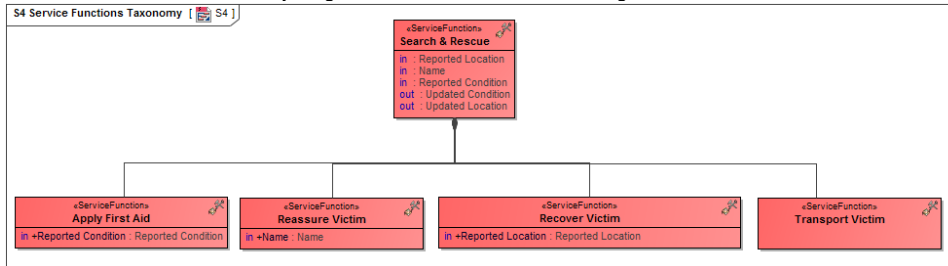 S4 Service Functions Taxonomy [ S4 ]
«ServiceFunction»
Search & Rescue
in : Reported Location
in : Name
in : Reported Condition
out : Updated Condition
out : Updated Location
«ServiceFunction»
Apply First Aid
in +Reported Condition : Reported Condition
«ServiceFunction»
Reassure Victim
in +Name : Name
«ServiceFunction»
Recover Victim
in +Reported Location : Reported Location
«ServiceFunction»
Transport Victim